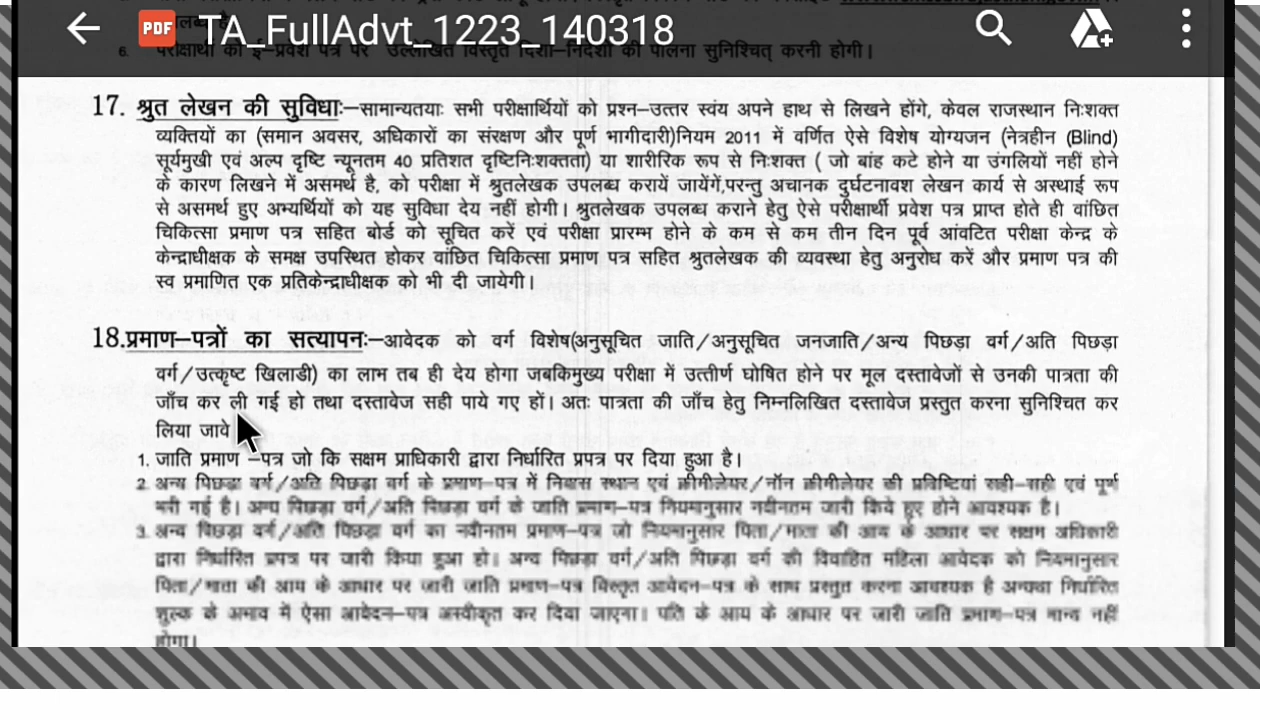 TA_FullAdvt_1223_140318
6. परीक्षार्थी को ई–प्रवेश पत्र पर उल्लेखित विस्तृत दिशा–निर्देशों की पालना सुनिश्चित् करनी होगी।
17. श्रुत लेखन की सुविधाः–सामान्यतयाः सभी परीक्षार्थियों को प्रश्न–उत्तर स्वंय अपने हाथ से लिखने होंगे, केवल राजस्थान निःशक्त
व्यक्तियों का (समान अवसर, अधिकारों का संरक्षण और पूर्ण भागीदारी)नियम 2011 में वर्णित ऐसे विशेष योग्यजन (नेत्रहीन (Blind)
सूर्यमुखी एवं अल्प दृष्टि न्यूनतम 40 प्रतिशत दृष्टिनिःशक्तता) या शारीरिक रूप से निःशक्त ( जो बांह कटे होने या उंगलियों नहीं होने
के कारण लिखने में असमर्थ है, को परीक्षा में श्रुतलेखक उपलब्ध करायें जायेंगें,परन्तु अचानक दुर्घटनावश लेखन कार्य से अस्थाई रूप
से असमर्थ हुए अभ्यर्थियों को यह सुविधा देय नहीं होगी। श्रुतलेखक उपलब्ध कराने हेतु ऐसे परीक्षार्थी प्रवेश पत्र प्राप्त होते ही वांछित
चिकित्सा प्रमाण पत्र सहित बोर्ड को सूचित करें एवं परीक्षा प्रारम्भ होने के कम से कम तीन दिन पूर्व आंवटित परीक्षा केन्द्र के
केन्द्राधीक्षक के समक्ष उपस्थित होकर वांछित चिकित्सा प्रमाण पत्र सहित श्रुतलेखक की व्यवस्था हेतु अनुरोध करें और प्रमाण पत्र की
स्व प्रमाणित एक प्रतिकेन्द्राधीक्षक को भी दी जायेगी।
18.प्रमाण–पत्रों का सत्यापनः–आवेदक को वर्ग विशेष(अनुसूचित जाति/अनुसूचित जनजाति/अन्य पिछड़ा वर्ग/अति पिछड़ा
वर्ग/उत्कृष्ट खिलाडी) का लाभ तब ही देय होगा जबकिमुख्य परीक्षा में उत्तीर्ण घोषित होने पर मूल दस्तावेजों से उनकी पात्रता की
जाँच कर ली गई हो तथा दस्तावेज सही पाये गए हों। अतः पात्रता की जाँच हेतु निम्नलिखित दस्तावेज प्रस्तुत करना सुनिश्चित कर
लिया जावे
1. जाति प्रमाण –पत्र जो कि सक्षम प्राधिकारी द्वारा निर्धारित प्रपत्र पर दिया हुआ है।
2. अन्य पिछड़ा वर्ग/अति पिछड़ा वर्ग के प्रमाण–पत्र में निवास स्थान एवं क्रीमीलेयर/नॉन क्रीमीलेयर की प्रविष्टियां सही–सही एवं पूर्ण
भरी गई है। अन्य पिछड़ा वर्ग/अति पिछड़ा वर्ग के जाति प्रमाण–पत्र नियमानुसार नवीनतम जारी किये हुए होने आवश्यक है।
3. अन्य पिछड़ा वर्ग/अति पिछड़ा वर्ग का नवीनतम प्रमाण–पत्र जो नियमानुसार पिता/माता की आय के आधार पर सक्षम अधिकारी
द्वारा निर्धारित प्रपत्र पर जारी किया हुआ हो। अन्य पिछड़ा वर्ग/अति पिछड़ा वर्ग की विवाहित महिला आवेदक को नियमानुसार
पिता/माता की आय के आधार पर जारी जाति प्रमाण–पत्र विस्तृत आवेदन–पत्र के साथ प्रस्तुत करना आवश्यक है अन्यथा निर्धारित
शुल्क के अभाव में ऐसा आवेदन–पत्र अस्वीकृत कर दिया जाएगा। पति के आय के आधार पर जारी जाति प्रमाण–पत्र मान्य नहीं
होगा।